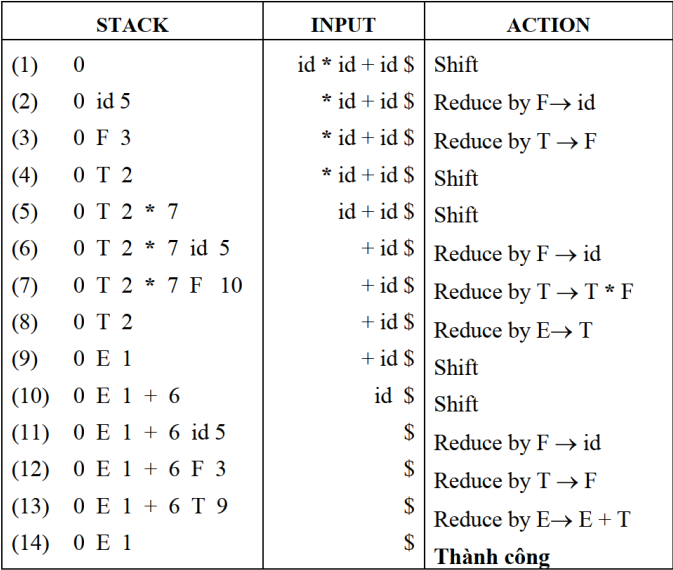 STACK INPUT ACTION
(1) 0 id * id + id $ Shift
(2) 0 id 5 * id + id $ Reduce by F→ id
(3) 0 F 3 * id + id $ Reduce by T → F
(4) 0 T 2 * id + id $ Shift
(5) 0 T 2 * 7 id + id $ Shift
(6) 0 T 2 * 7 id 5 + id $ Reduce by F → id
(7) 0 T 2 * 7 F 10 + id $ Reduce by T → T * F
(8) 0 T 2 + id $ Reduce by E→ T
(9) 0 E 1 + id $ Shift
(10) 0 E 1 + 6 id $ Shift
(11) 0 E 1 + 6 id 5 $ Reduce by F → id
(12) 0 E 1 + 6 F 3 $ Reduce by T → F
(13) 0 E 1 + 6 T 9 $ Reduce by E→ E + T
(14) 0 E 1 $ Thành công